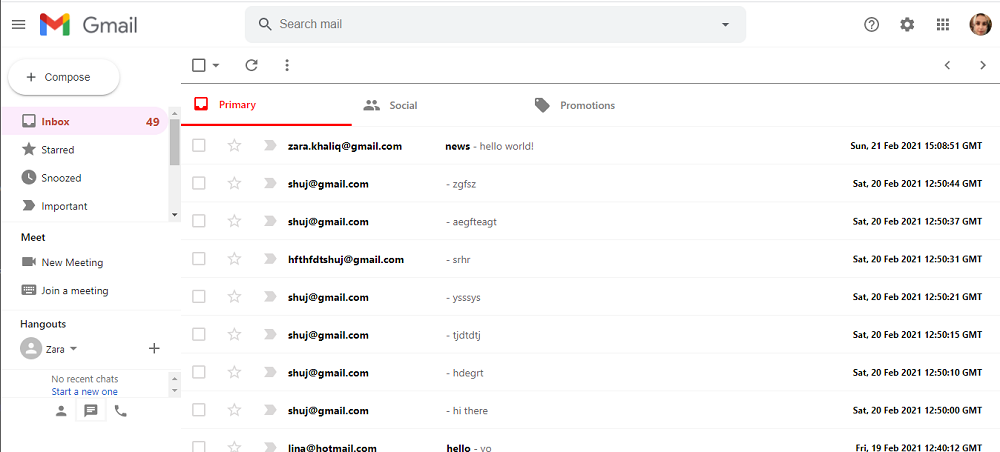 Gmail
Search mail
Compose
Primary
Social
Promotions
Inbox 49
Starred
Snoozed
Important
Meet
New Meeting
Join a meeting
Hangouts
Zara
No recent chats
Start a new one
zara.khaliq@gmail.com news - hello world! Sun, 21 Feb 2021 15:08:51 GMT
shuj@gmail.com - zgfsz Sat, 20 Feb 2021 12:50:44 GMT
shuj@gmail.com - aegfteagt Sat, 20 Feb 2021 12:50:37 GMT
hfthfdtshuj@gmail.com - srhr Sat, 20 Feb 2021 12:50:31 GMT
shuj@gmail.com - ysssys Sat, 20 Feb 2021 12:50:21 GMT
shuj@gmail.com - tjdtdtj Sat, 20 Feb 2021 12:50:15 GMT
shuj@gmail.com - hdegrt Sat, 20 Feb 2021 12:50:10 GMT
shuj@gmail.com - hi there Sat, 20 Feb 2021 12:50:00 GMT
lina@hotmail.com hello - yo Fri, 19 Feb 2021 12:40:12 GMT